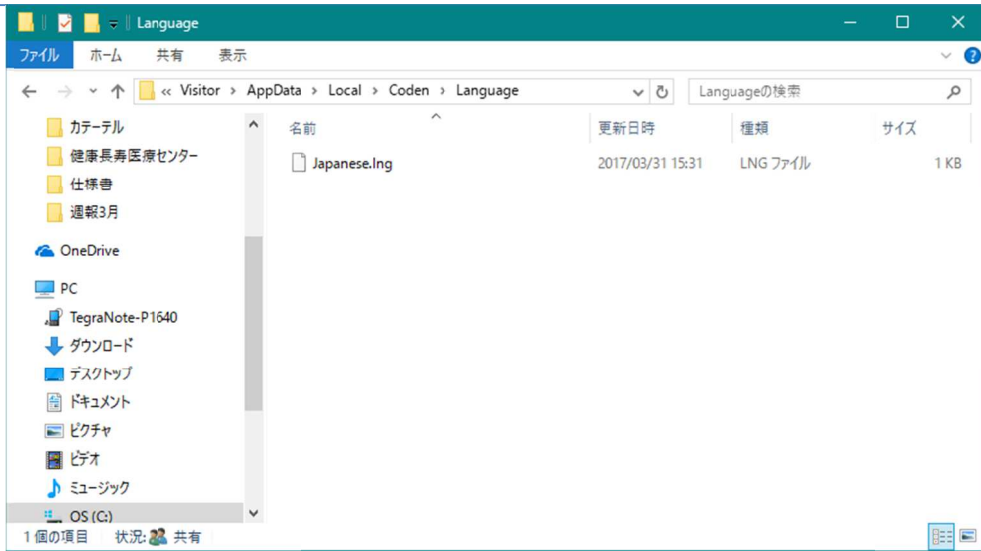 Language
ファイル ホーム 共有 表示
« Visitor › AppData › Local › Coden › Language Languageの検索
名前 更新日時 種類 サイズ
Japanese.lng 2017/03/31 15:31 LNG ファイル 1 KB
カテーテル
健康長寿医療センター
仕様書
週報3月
OneDrive
PC
TegraNote-P1640
ダウンロード
デスクトップ
ドキュメント
ピクチャ
ビデオ
ミュージック
OS (C:)
1 個の項目 状況: 共有